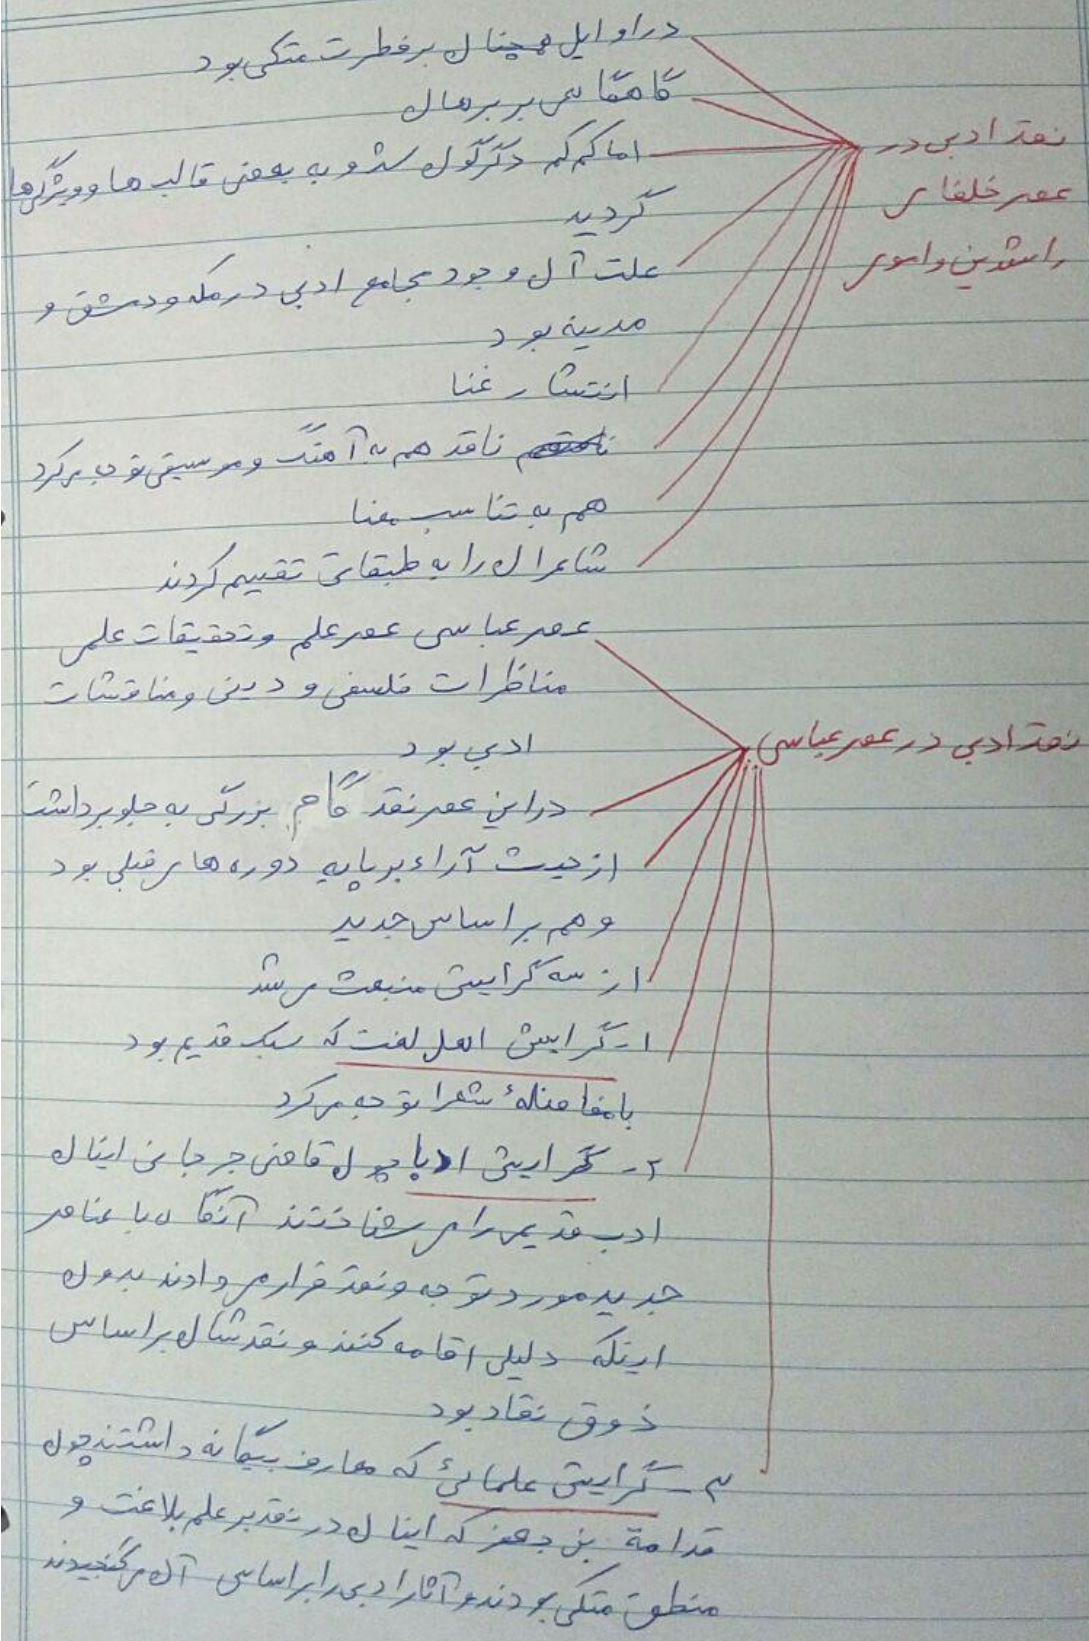 نقد ادبی در
عصر خلفای
راشدین و اموی
در اوایل همچنان بر فطرت متکی بود
گاهگاهی بر برهان
اما کم کم دگرگون شد و به بعضی قالب ها و ویژگی ها
گردید
علت آن وجود مجامع ادبی در مکه و دمشق و
مدینه بود
انتشار غنا
ناقد هم به آهنگ و موسیقی توجه میکرد
هم به تناسب معنا
شاعران را به طبقاتی تقسیم کردند
نقد ادبی در عصر عباسی
عصر عباسی عصر علم و تحقیقات علمی
مناظرات فلسفی و دینی و مناقشات
ادبی بود
در این عصر نقد گام بزرگی به جلو برداشت
از حیث آراء بر پایه دوره های قبلی بود
و هم بر اساس جدید
از سه گرایش منبعث می شد
۱- گرایش اهل لغت که سبک قدیم بود
با مفاضلهٔ شعرا توجه میکرد
۲- گرایش ادبا چون قاضی جرجانی اینان
ادب قدیم را می شناختند آنگاه با عناصر
جدید مورد توجه و نقد قرار می دادند بدون
اینکه دلیلی اقامه کنند و نقدشان بر اساس
ذوق نقاد بود
۳- گرایش علمائی که معارف بیگانه داشتند چون
قدامة بن جعفر که اینان در نقد بر علم بلاغت و
منطق متکی بودند و آثار ادبی را بر اساس آن می سنجیدند